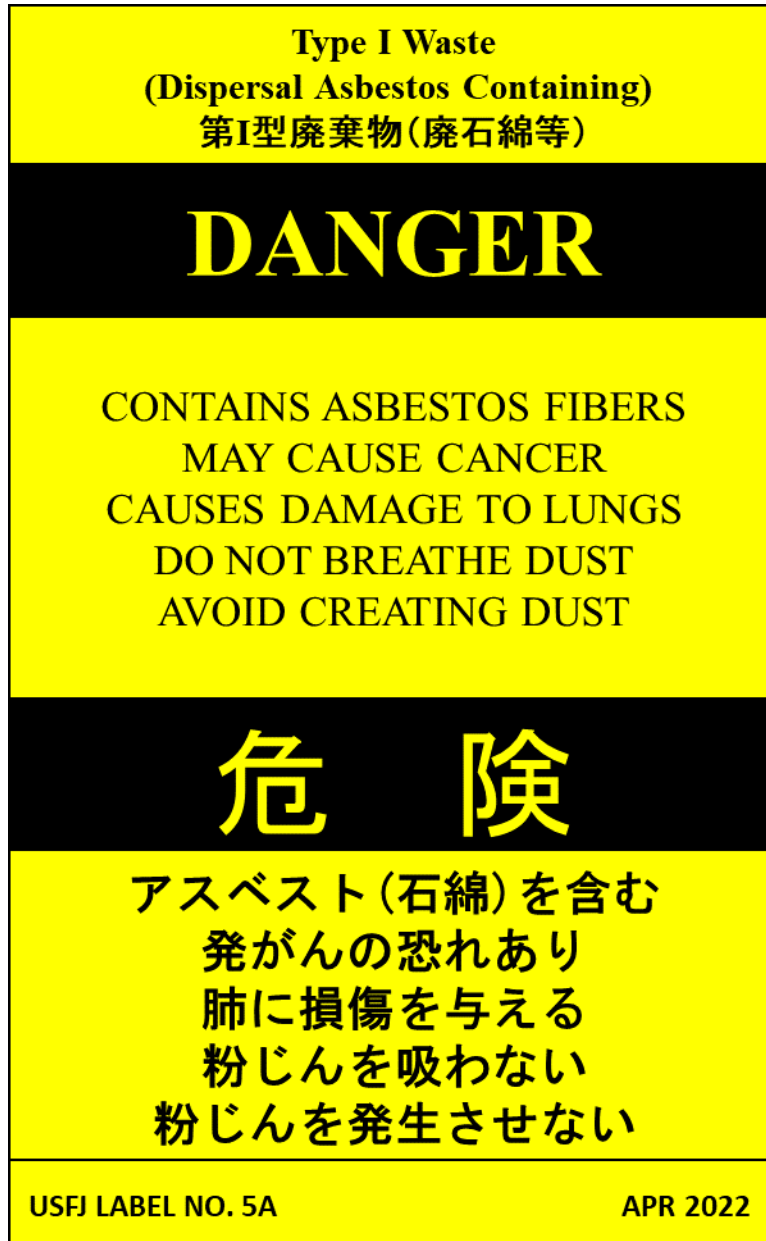 Type I Waste
(Dispersal Asbestos Containing)
第I型廃棄物(廃石綿等)
DANGER
CONTAINS ASBESTOS FIBERS
MAY CAUSE CANCER
CAUSES DAMAGE TO LUNGS
DO NOT BREATHE DUST
AVOID CREATING DUST
危 険
アスベスト(石綿)を含む
発がんの恐れあり
肺に損傷を与える
粉じんを吸わない
粉じんを発生させない
USFJ LABEL NO. 5A APR 2022